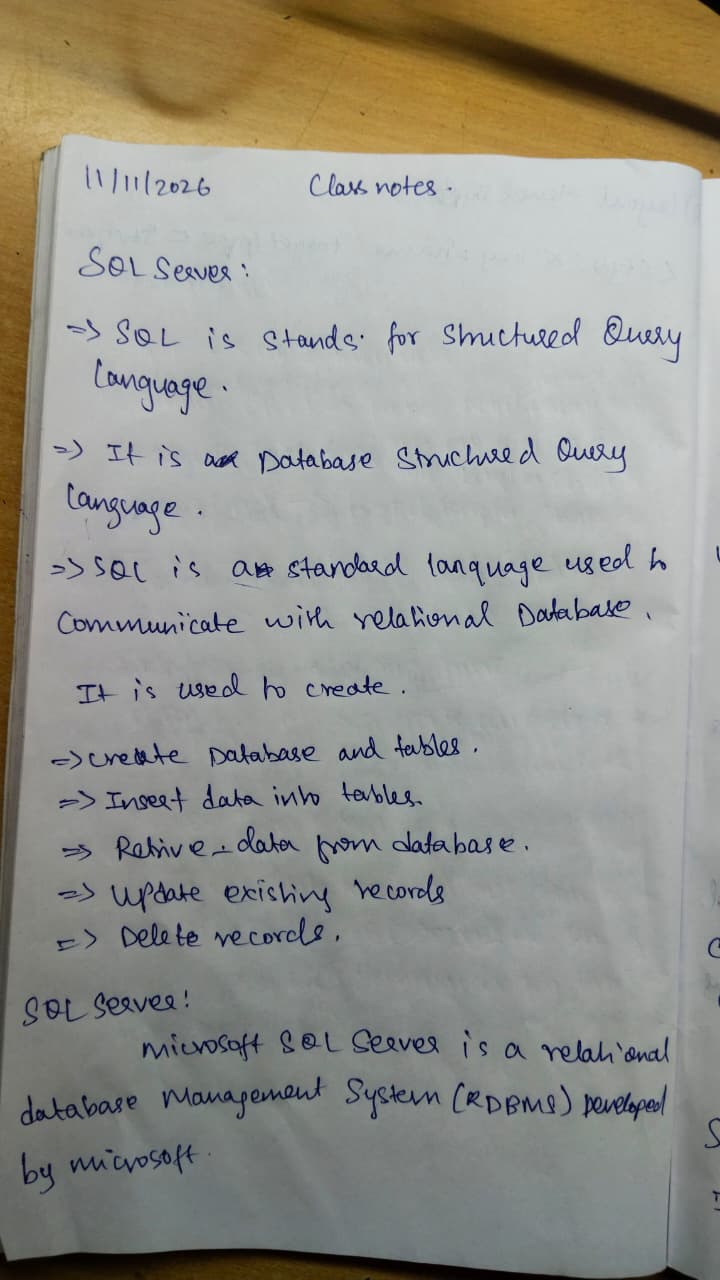 11/11/2026 Class notes.
SQL Server:
=> SQL is stands. for Structured Query
language.
=> It is a Database Structured Query
language.
=> SQL is a standard language used to
Communicate with relational Database.
It is used to create.
=> create Database and tables.
=> Insert data into tables.
=> Retrive - data from database.
=> Update existing records
=> Delete records.
SQL Server!
microsoft SQL Server is a relational
database Management System (RDBMS) Developed
by microsoft.